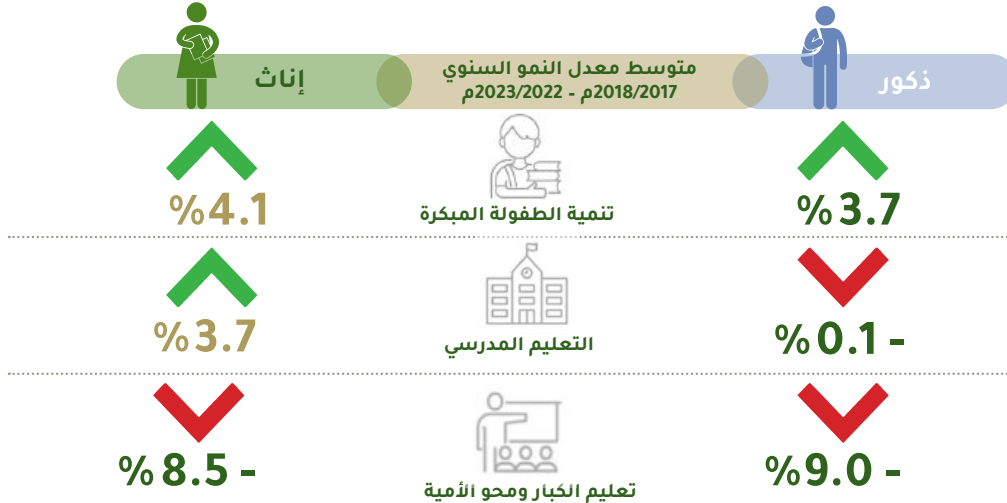 ذكور
متوسط معدل النمو السنوي
2018/2017م - 2023/2022م
إناث
%3.7
تنمية الطفولة المبكرة
%4.1
%0.1 -
التعليم المدرسي
%3.7
%9.0 -
تعليم الكبار ومحو الأمية
%8.5 -